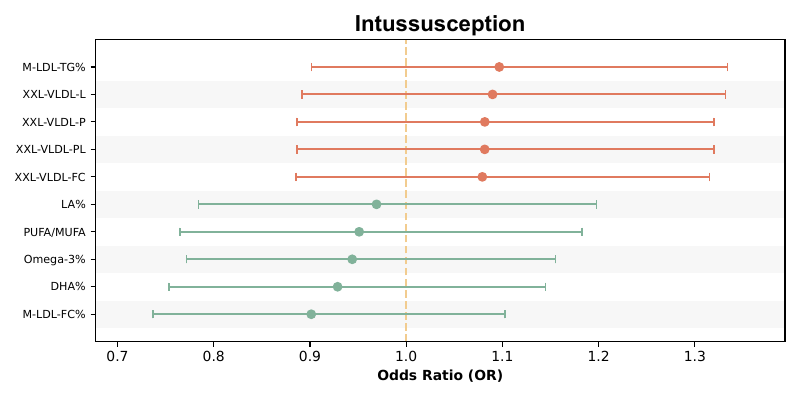 Intussusception
M-LDL-TG%
XXL-VLDL-L
XXL-VLDL-P
XXL-VLDL-PL
XXL-VLDL-FC
LA%
PUFA/MUFA
Omega-3%
DHA%
M-LDL-FC%
0.7 0.8 0.9 1.0 1.1 1.2 1.3
Odds Ratio (OR)